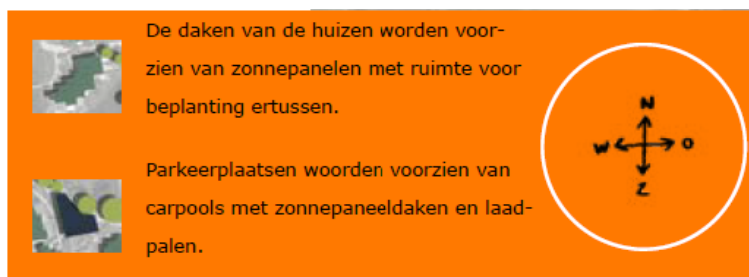 De daken van de huizen worden voor-
zien van zonnepanelen met ruimte voor
beplanting ertussen.
Parkeerplaatsen woorden voorzien van
carpools met zonnepaneeldaken en laad-
palen.
N
W O
Z